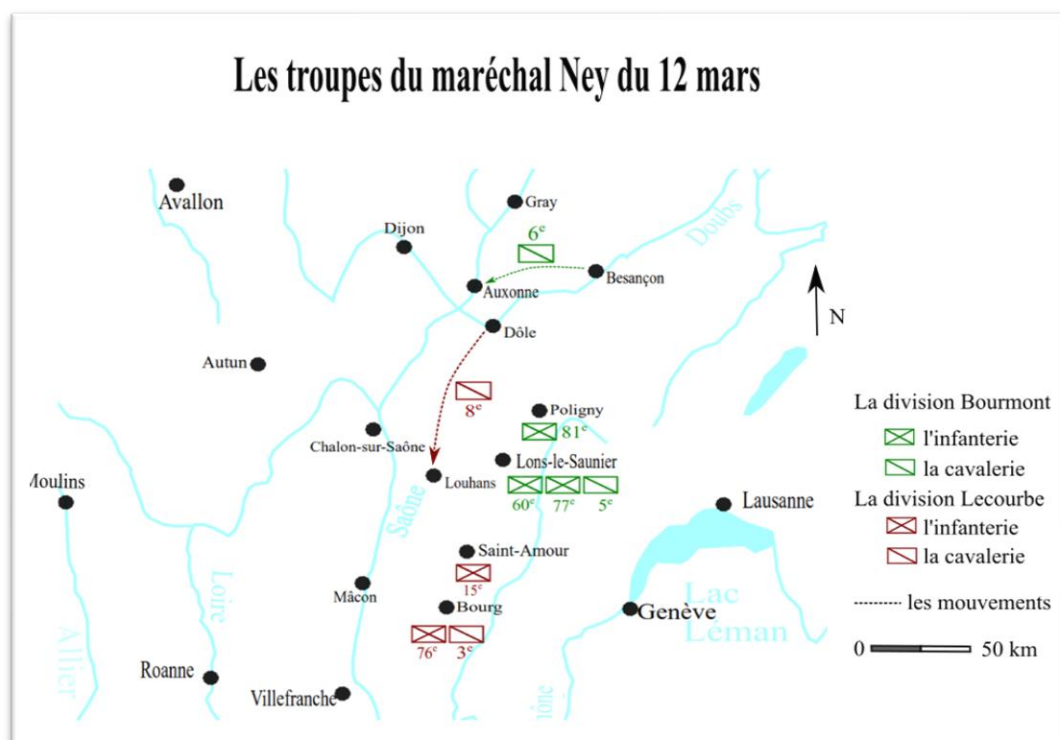 Les troupes du maréchal Ney du 12 mars
Avallon
Gray
Dijon
6e
Doubs
Besançon
Auxonne
N
Dôle
Autun
8e
Poligny
81e
La division Bourmont
l'infanterie
la cavalerie
Chalon-sur-Saône
Lons-le-Saunier
Louhans
60e
77e
5e
Moulins
Saône
Lausanne
La division Lecourbe
l'infanterie
la cavalerie
Saint-Amour
15e
Mâcon
Bourg
76e
3e
Loire
Genève
Lac
Léman
les mouvements
0
50 km
Allier
Roanne
Villefranche
hône